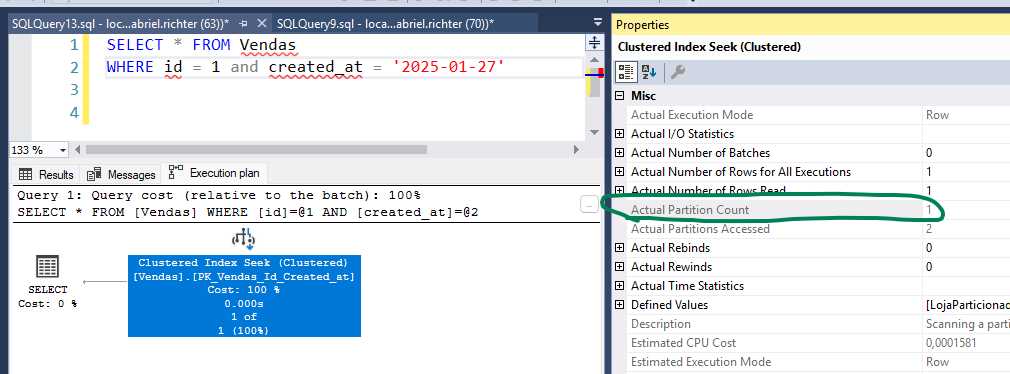 SQLQuery13.sql - loc...abriel.richter (63))*
SQLQuery9.sql - loca...abriel.richter (70))*
1 SELECT * FROM Vendas
2 WHERE id = 1 and created_at = '2025-01-27'
3
4
133 %
Results Messages Execution plan
Query 1: Query cost (relative to the batch): 100%
SELECT * FROM [Vendas] WHERE [id]=@1 AND [created_at]=@2
...
SELECT
Cost: 0 %
Clustered Index Seek (Clustered)
[Vendas].[PK_Vendas_Id_Created_at]
Cost: 100 %
0.000s
1 of
1 (100%)
Properties
Clustered Index Seek (Clustered)
Misc
Actual Execution Mode Row
Actual I/O Statistics
Actual Number of Batches 0
Actual Number of Rows for All Executions 1
Actual Number of Rows Read 1
Actual Partition Count 1
Actual Partitions Accessed 2
Actual Rebinds 0
Actual Rewinds 0
Actual Time Statistics
Defined Values [LojaParticionad
Description Scanning a parti
Estimated CPU Cost 0,0001581
Estimated Execution Mode Row